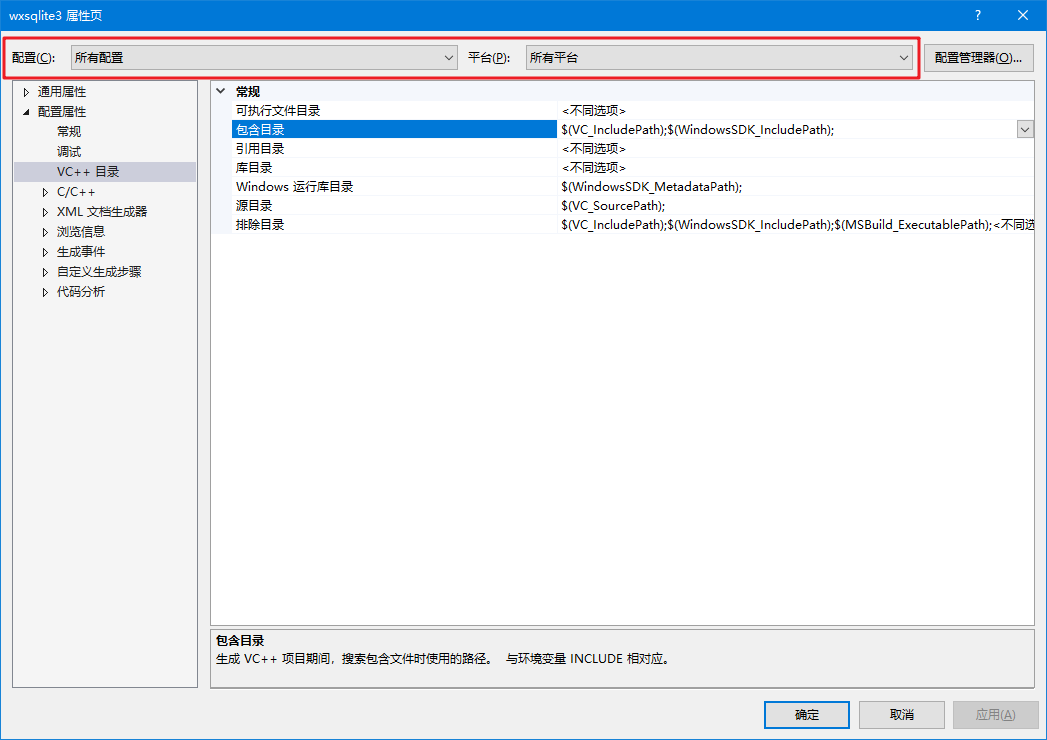 wxsqlite3 属性页
?
配置(C): 所有配置 平台(P): 所有平台 配置管理器(O)...
通用属性
配置属性
常规
调试
VC++ 目录
C/C++
XML 文档生成器
浏览信息
生成事件
自定义生成步骤
代码分析
常规
可执行文件目录 <不同选项>
包含目录 $(VC_IncludePath);$(WindowsSDK_IncludePath);
引用目录 <不同选项>
库目录 <不同选项>
Windows 运行库目录 $(WindowsSDK_MetadataPath);
源目录 $(VC_SourcePath);
排除目录 $(VC_IncludePath);$(WindowsSDK_IncludePath);$(MSBuild_ExecutablePath);<不同选
包含目录
生成 VC++ 项目期间，搜索包含文件时使用的路径。 与环境变量 INCLUDE 相对应。
确定 取消 应用(A)